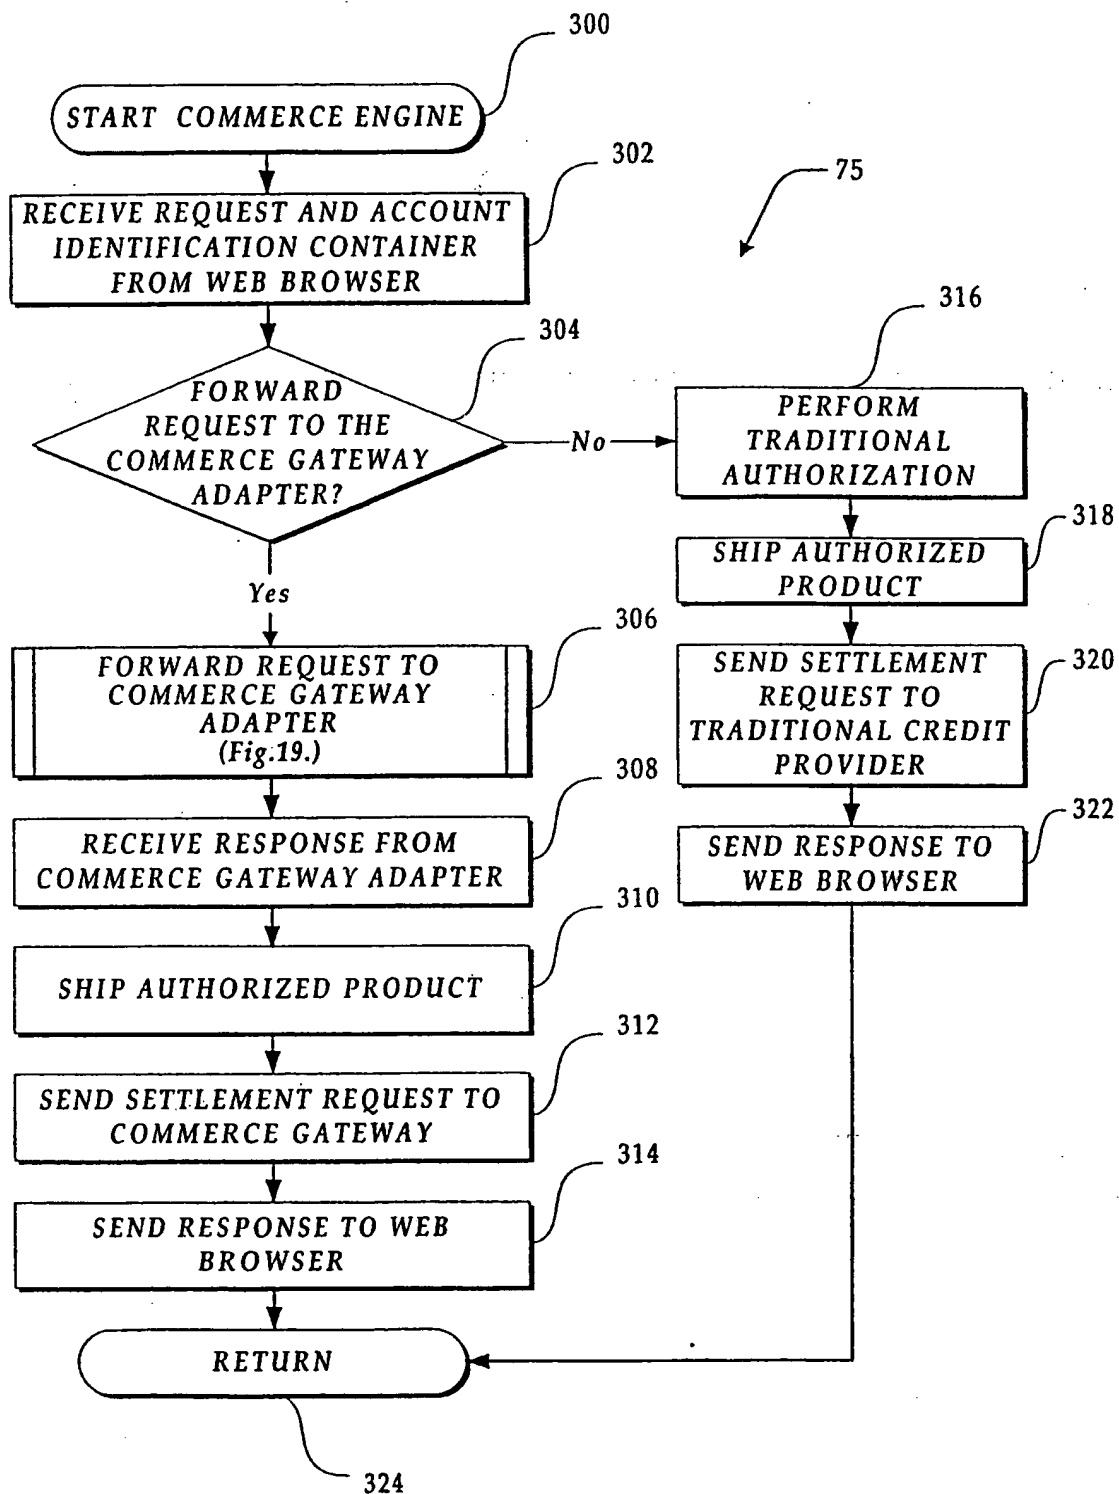 300
START COMMERCE ENGINE
302
RECEIVE REQUEST AND ACCOUNT
IDENTIFICATION CONTAINER
FROM WEB BROWSER
75
304
FORWARD
REQUEST TO THE
COMMERCE GATEWAY
ADAPTER?
No
316
PERFORM
TRADITIONAL
AUTHORIZATION
318
SHIP AUTHORIZED
PRODUCT
Yes
306
FORWARD REQUEST TO
COMMERCE GATEWAY
ADAPTER
(Fig.19.)
320
SEND SETTLEMENT
REQUEST TO
TRADITIONAL CREDIT
PROVIDER
308
RECEIVE RESPONSE FROM
COMMERCE GATEWAY ADAPTER
322
SEND RESPONSE TO
WEB BROWSER
310
SHIP AUTHORIZED PRODUCT
312
SEND SETTLEMENT REQUEST TO
COMMERCE GATEWAY
314
SEND RESPONSE TO WEB
BROWSER
RETURN
324